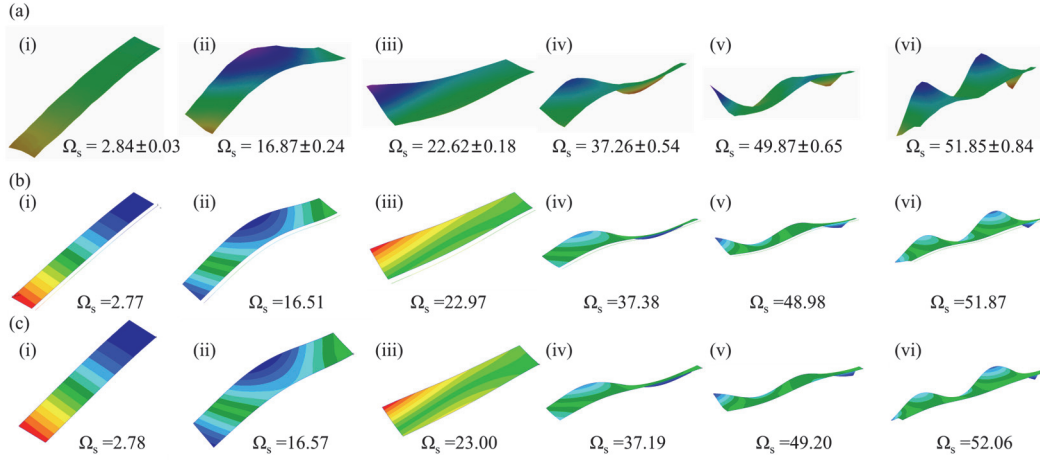 (a)
(i) (ii) (iii) (iv) (v) (vi)
Ωs = 2.84±0.03 Ωs = 16.87±0.24 Ωs = 22.62±0.18 Ωs = 37.26±0.54 Ωs = 49.87±0.65 Ωs = 51.85±0.84
(b)
(i) (ii) (iii) (iv) (v) (vi)
Ωs =2.77 Ωs =16.51 Ωs =22.97 Ωs =37.38 Ωs =48.98 Ωs =51.87
(c)
(i) (ii) (iii) (iv) (v) (vi)
Ωs =2.78 Ωs =16.57 Ωs =23.00 Ωs =37.19 Ωs =49.20 Ωs =52.06